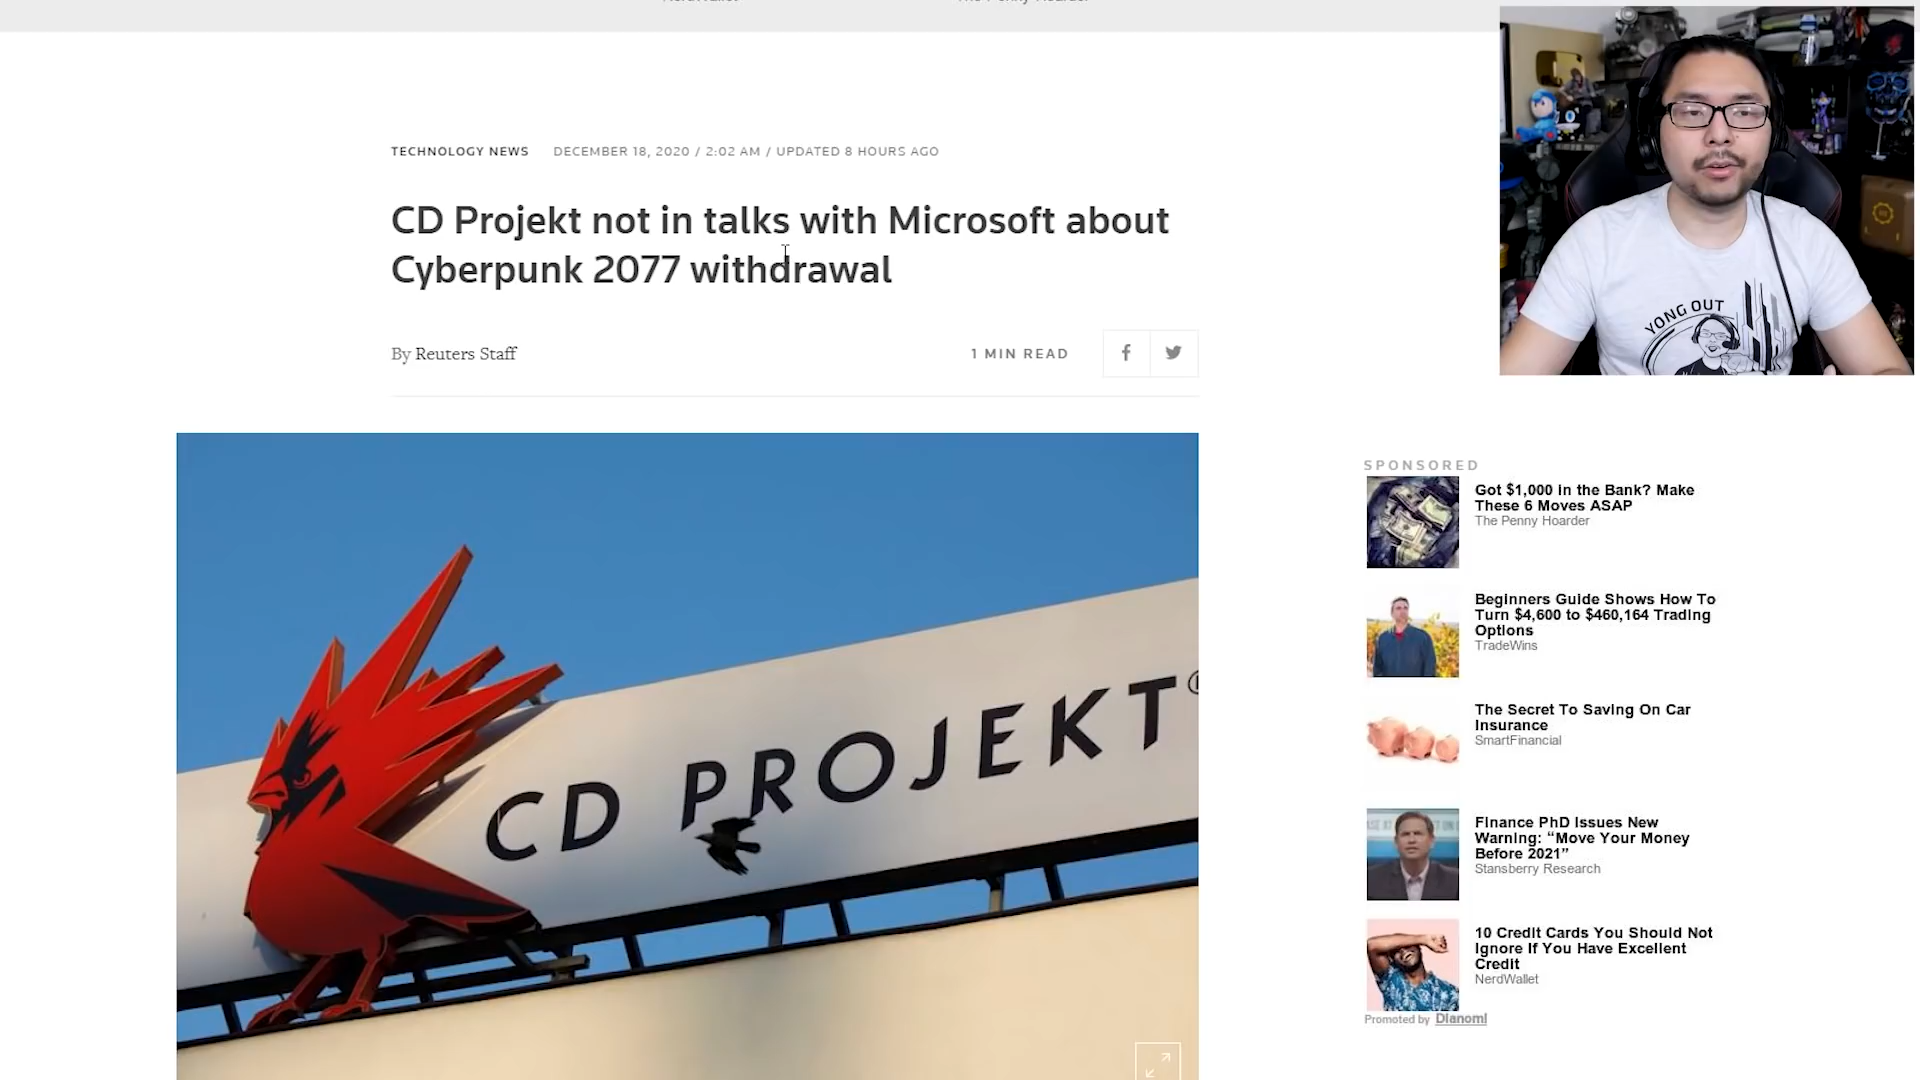 TECHNOLOGY NEWS DECEMBER 18, 2020 / 2:02 AM / UPDATED 8 HOURS AGO
CD Projekt not in talks with Microsoft about
Cyberpunk 2077 withdrawal
By Reuters Staff
1 MIN READ
CD PROJEKT®
YONG OUT
SPONSORED
Got $1,000 in the Bank? Make
These 6 Moves ASAP
The Penny Hoarder
Beginners Guide Shows How To
Turn $4,600 to $460,164 Trading
Options
TradeWins
The Secret To Saving On Car
Insurance
SmartFinancial
Finance PhD Issues New
Warning: “Move Your Money
Before 2021”
Stansberry Research
10 Credit Cards You Should Not
Ignore If You Have Excellent
Credit
NerdWallet
Promoted by Dianomi